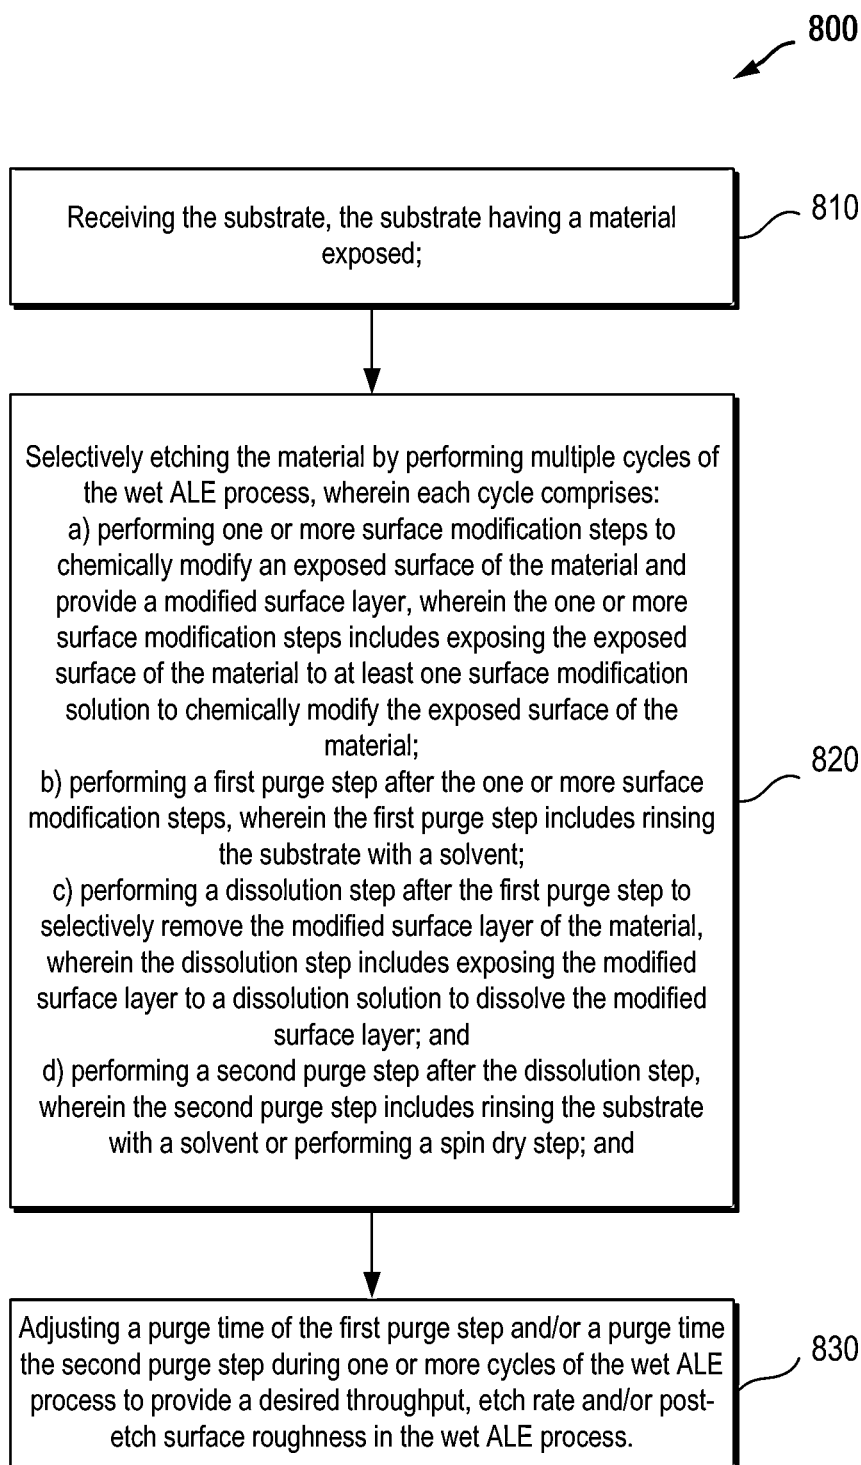 800
Receiving the substrate, the substrate having a material
exposed;
810
Selectively etching the material by performing multiple cycles of
the wet ALE process, wherein each cycle comprises:
a) performing one or more surface modification steps to
chemically modify an exposed surface of the material and
provide a modified surface layer, wherein the one or more
surface modification steps includes exposing the exposed
surface of the material to at least one surface modification
solution to chemically modify the exposed surface of the
material;
b) performing a first purge step after the one or more surface
modification steps, wherein the first purge step includes rinsing
the substrate with a solvent;
c) performing a dissolution step after the first purge step to
selectively remove the modified surface layer of the material,
wherein the dissolution step includes exposing the modified
surface layer to a dissolution solution to dissolve the modified
surface layer; and
d) performing a second purge step after the dissolution step,
wherein the second purge step includes rinsing the substrate
with a solvent or performing a spin dry step; and
820
Adjusting a purge time of the first purge step and/or a purge time
the second purge step during one or more cycles of the wet ALE
process to provide a desired throughput, etch rate and/or post-
etch surface roughness in the wet ALE process.
830